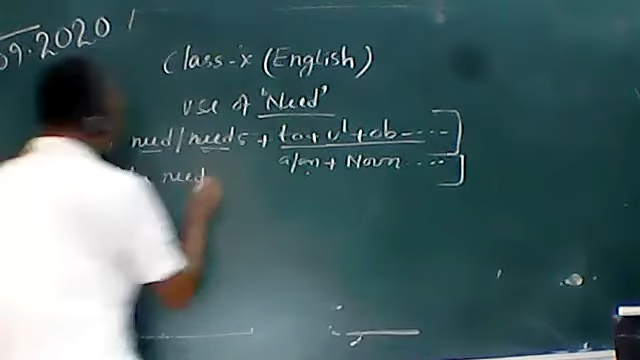 09.2020
Class-x (English)
use of "Need"
need/needs + to + v¹ + ob ----
a/an + Noun ....
need